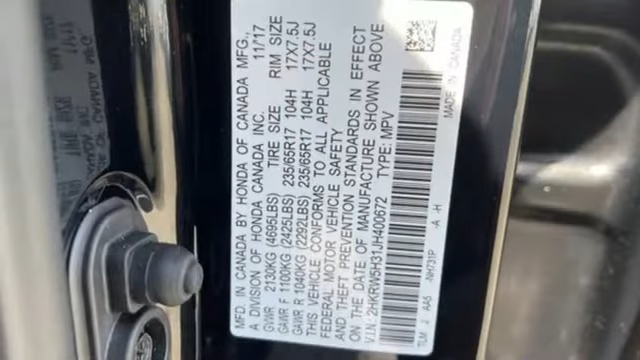 MFD. IN CANADA BY HONDA OF CANADA MFG.,
A DIVISION OF HONDA CANADA INC. 11/17
TIRE SIZE RIM SIZE
GVWR 2130KG (4695LBS)
GAWR F 1100KG (2425LBS) 235/65R17 104H 17X7.5J
GAWR R 1040KG (2292LBS) 235/65R17 104H 17X7.5J
THIS VEHICLE CONFORMS TO ALL APPLICABLE
FEDERAL MOTOR VEHICLE SAFETY
AND THEFT PREVENTION STANDARDS IN EFFECT
ON THE DATE OF MANUFACTURE SHOWN ABOVE
V.I.N.:2HKRW5H31JH400672 TYPE: MPV
TLM J AA5 -NH731P -A -H
MADE IN CANADA